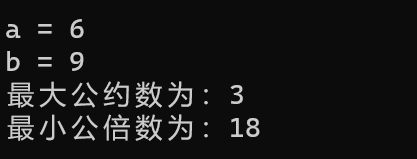 a = 6
b = 9
最大公约数为：3
最小公倍数为：18